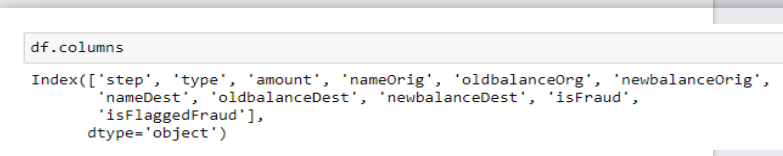 df.columns
Index(['step', 'type', 'amount', 'nameOrig', 'oldbalanceOrg', 'newbalanceOrig',
'nameDest', 'oldbalanceDest', 'newbalanceDest', 'isFraud',
'isFlaggedFraud'],
dtype='object')